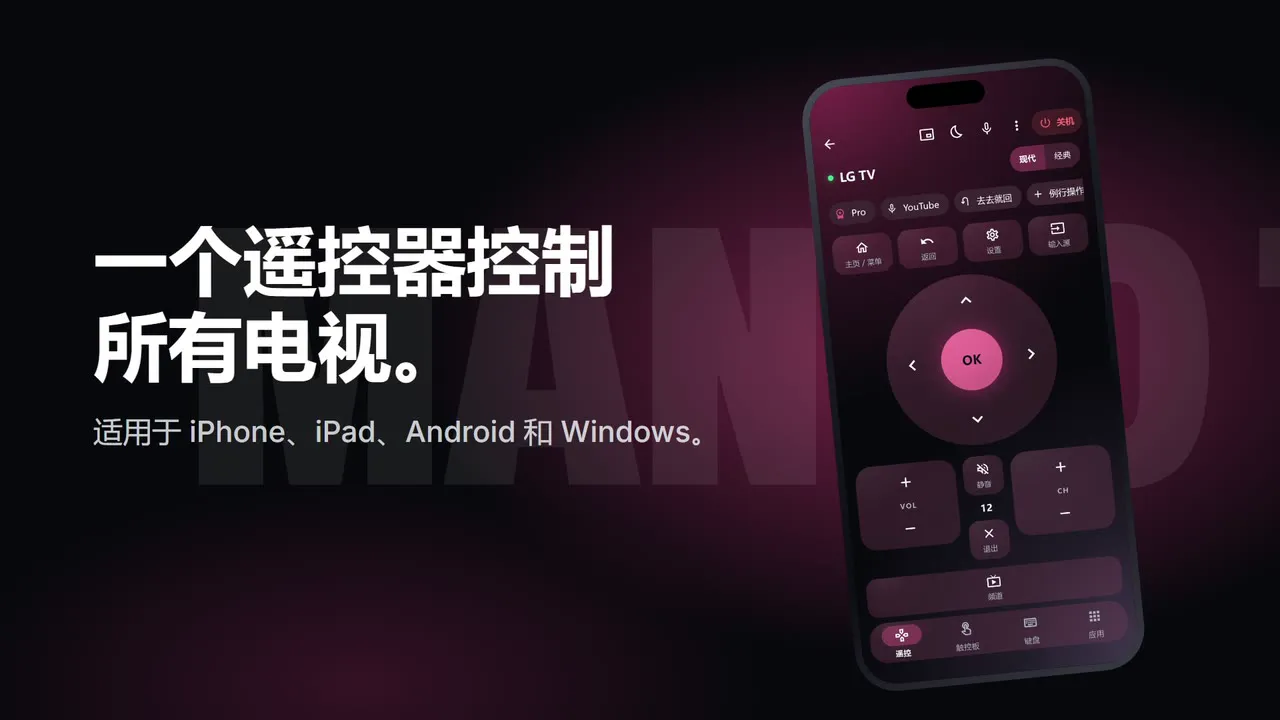 一个遥控器控制
所有电视。
适用于 iPhone、iPad、Android 和 Windows。
关机
现代 经典
LG TV
Pro YouTube 去去就回 + 例行操作
主页 / 菜单 返回 设置 输入源
OK
+ 静音 +
VOL 12 CH
− 退出 −
频道
遥控 触控板 键盘 应用